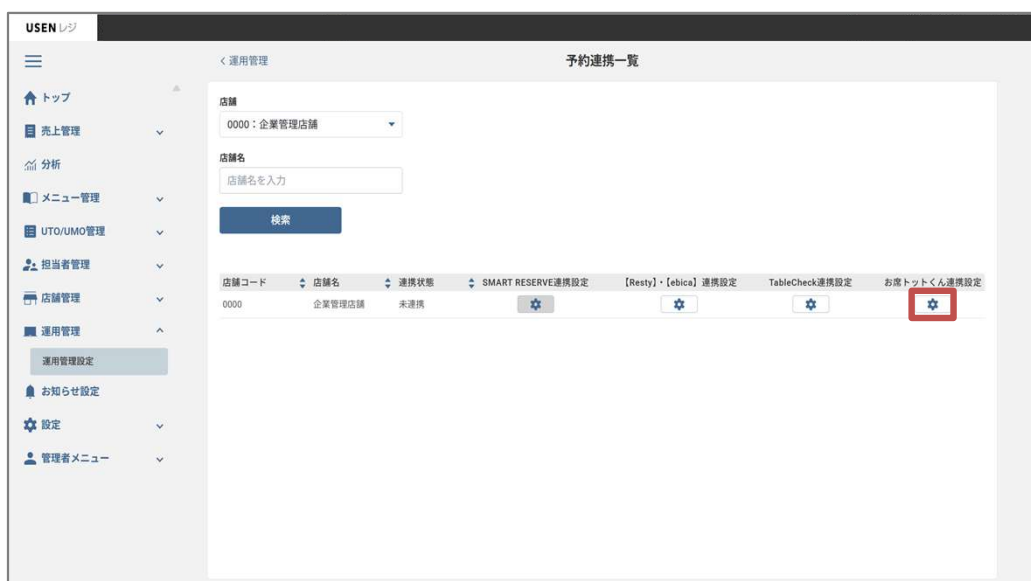 USEN レジ
< 運用管理
予約連携一覧
トップ
売上管理
分析
メニュー管理
UTO/UMO管理
担当者管理
店舗管理
運用管理
運用管理設定
お知らせ設定
設定
管理者メニュー
店舗
0000：企業管理店舗
店舗名
店舗名を入力
検索
店舗コード 店舗名 連携状態 SMART RESERVE連携設定 【Resty】・【ebica】連携設定 TableCheck連携設定 お席トットくん連携設定
0000 企業管理店舗 未連携